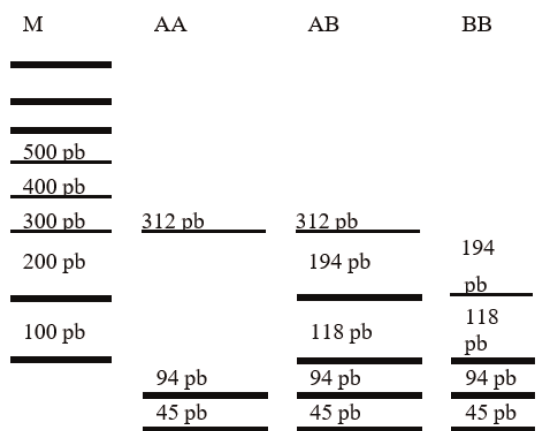 M AA AB BB
500 pb
400 pb
300 pb 312 pb 312 pb
200 pb 194 pb 194
pb
100 pb 118 pb 118
pb
94 pb 94 pb 94 pb
45 pb 45 pb 45 pb